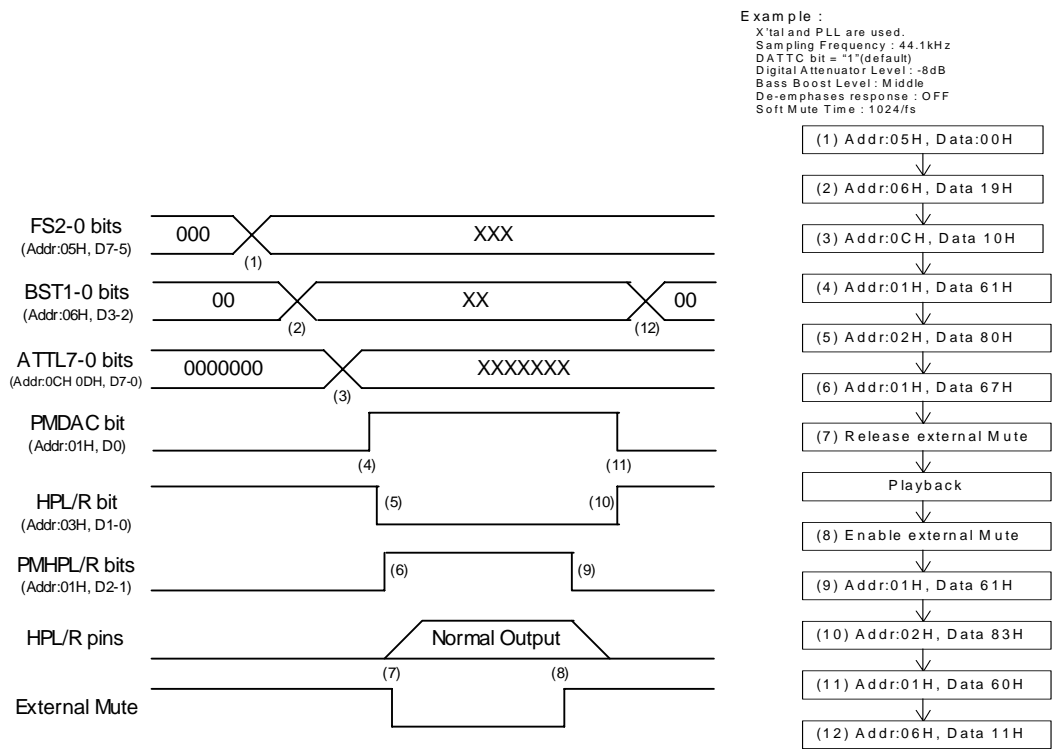 Example :
X'tal and PLL are used.
Sampling Frequency : 44.1kHz
DATTC bit = “1”(default)
Digital Attenuator Level : -8dB
Bass Boost Level : Middle
De-emphases response : OFF
Soft Mute Time : 1024/fs
(1) Addr:05H, Data:00H
(2) Addr:06H, Data 19H
(3) Addr:0CH, Data 10H
(4) Addr:01H, Data 61H
(5) Addr:02H, Data 80H
(6) Addr:01H, Data 67H
(7) Release external Mute
Playback
(8) Enable external Mute
(9) Addr:01H, Data 61H
(10) Addr:02H, Data 83H
(11) Addr:01H, Data 60H
(12) Addr:06H, Data 11H
FS2-0 bits
(Addr:05H, D7-5)
000
XXX
(1)
BST1-0 bits
(Addr:06H, D3-2)
00
XX
00
(2)
(12)
ATTL7-0 bits
(Addr:0CH 0DH, D7-0)
0000000
XXXXXXX
(3)
PMDAC bit
(Addr:01H, D0)
(4)
(11)
HPL/R bit
(Addr:03H, D1-0)
(5)
(10)
PMHPL/R bits
(Addr:01H, D2-1)
(6)
(9)
HPL/R pins
Normal Output
(7)
(8)
External Mute